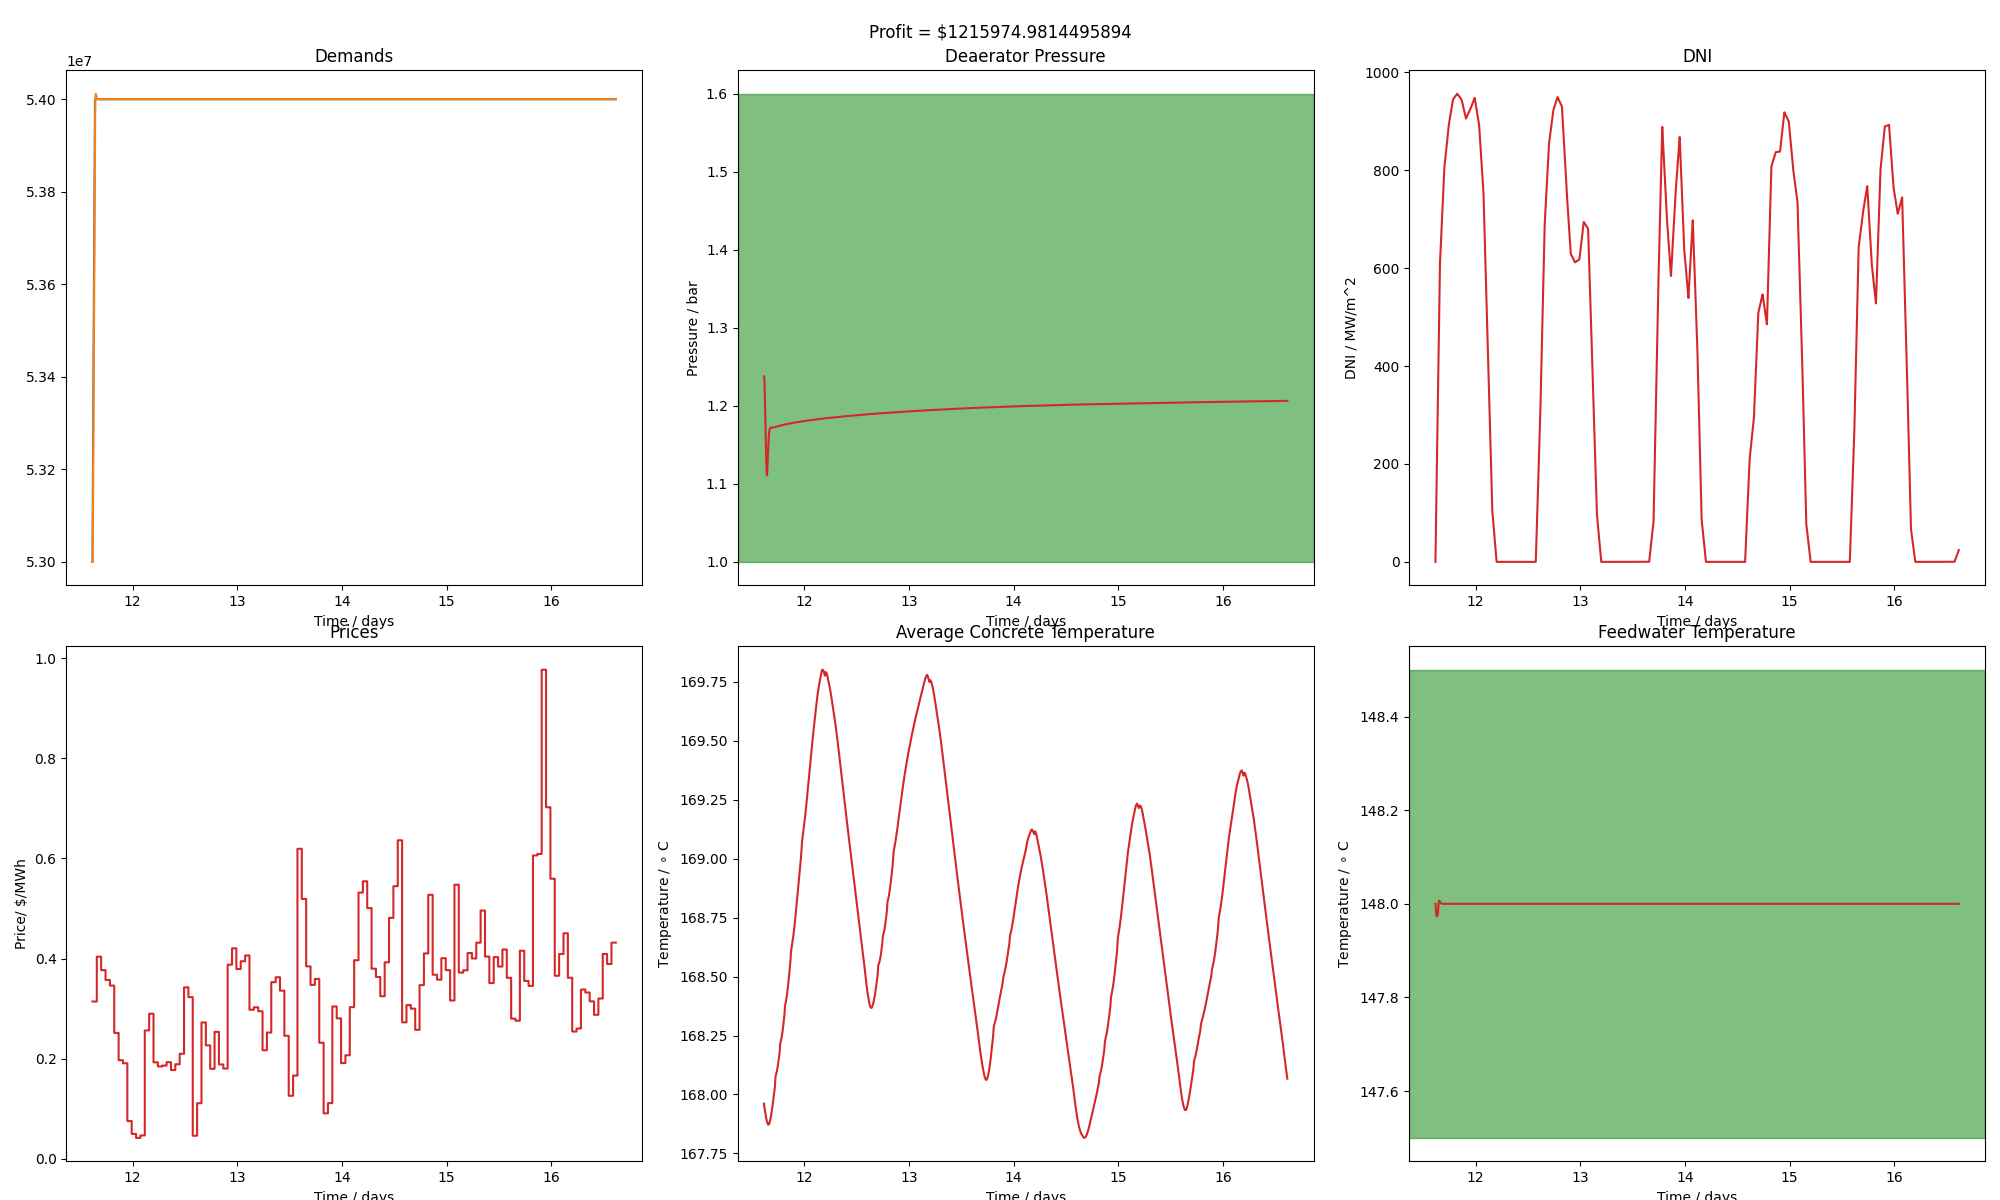 Profit = $1215974.9814495894
Demands
1e7
5.40
5.38
5.36
5.34
5.32
5.30
12 13 14 15 16
Time / days
Deaerator Pressure
Pressure / bar
1.6
1.5
1.4
1.3
1.2
1.1
1.0
12 13 14 15 16
Time / days
DNI
DNI / MW/m^2
1000
800
600
400
200
0
12 13 14 15 16
Time / days
Prices
Price/ $/MWh
1.0
0.8
0.6
0.4
0.2
0.0
12 13 14 15 16
Time / days
Average Concrete Temperature
Temperature / ∘ C
169.75
169.50
169.25
169.00
168.75
168.50
168.25
168.00
167.75
12 13 14 15 16
Time / days
Feedwater Temperature
Temperature / ∘ C
148.4
148.2
148.0
147.8
147.6
12 13 14 15 16
Time / days